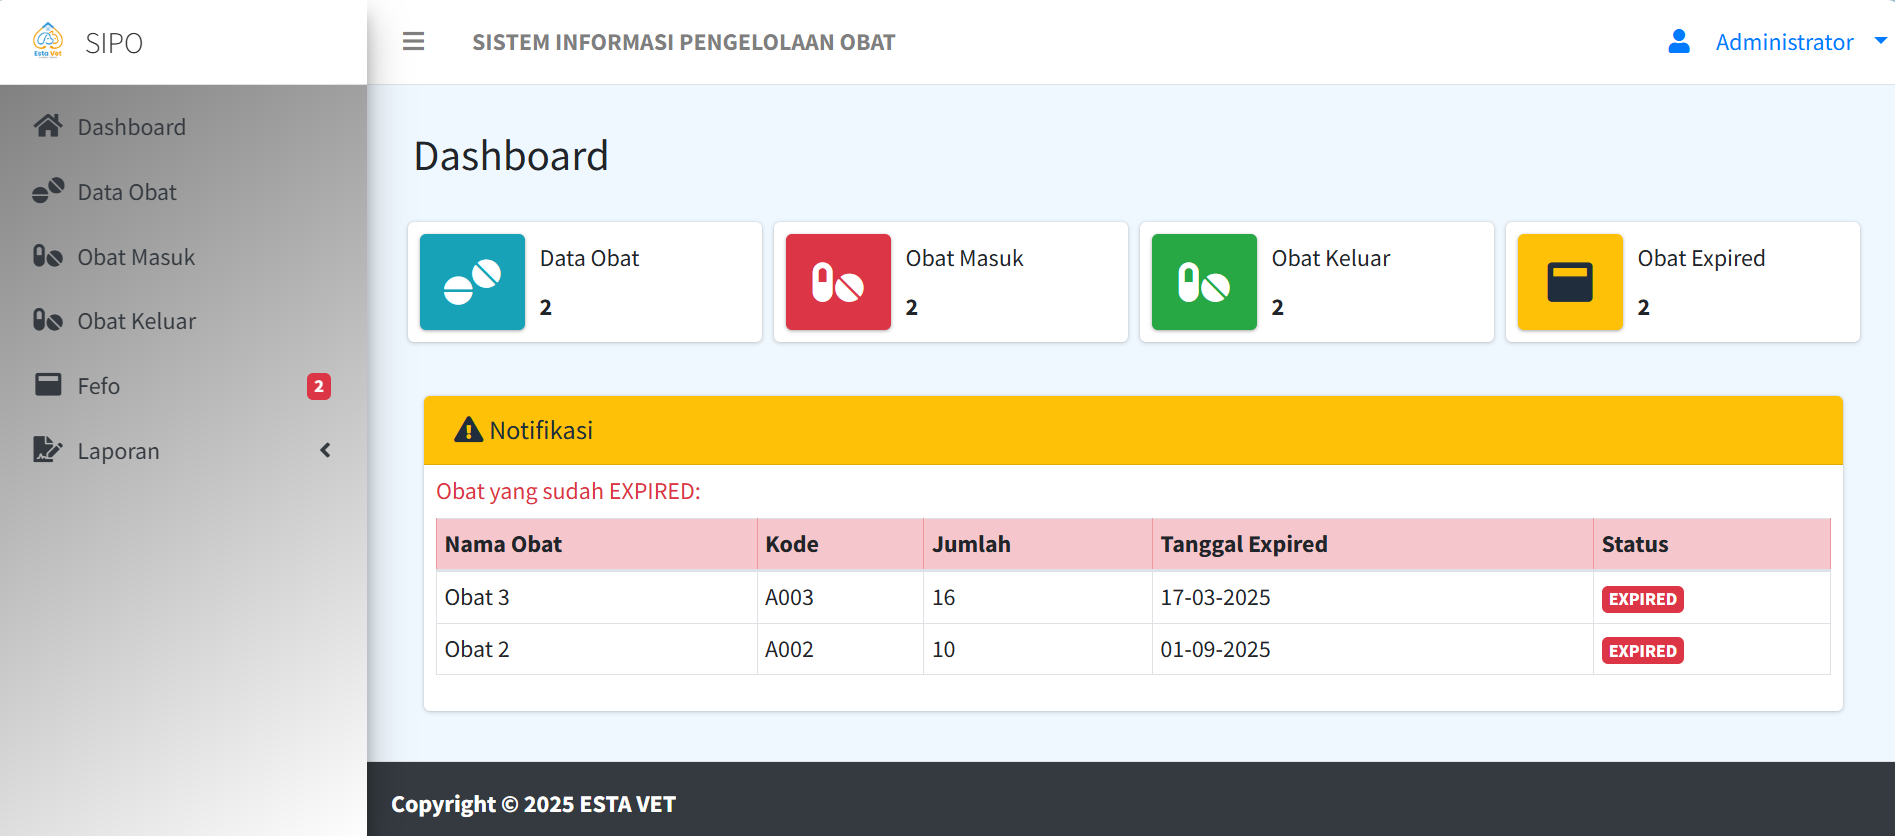 Esta Vet
SIPO
SISTEM INFORMASI PENGELOLAAN OBAT
Administrator
Dashboard
Data Obat
Obat Masuk
Obat Keluar
Fefo 2
Laporan
Dashboard
Data Obat
2
Obat Masuk
2
Obat Keluar
2
Obat Expired
2
Notifikasi
Obat yang sudah EXPIRED:
Nama Obat Kode Jumlah Tanggal Expired Status
Obat 3 A003 16 17-03-2025 EXPIRED
Obat 2 A002 10 01-09-2025 EXPIRED
Copyright © 2025 ESTA VET